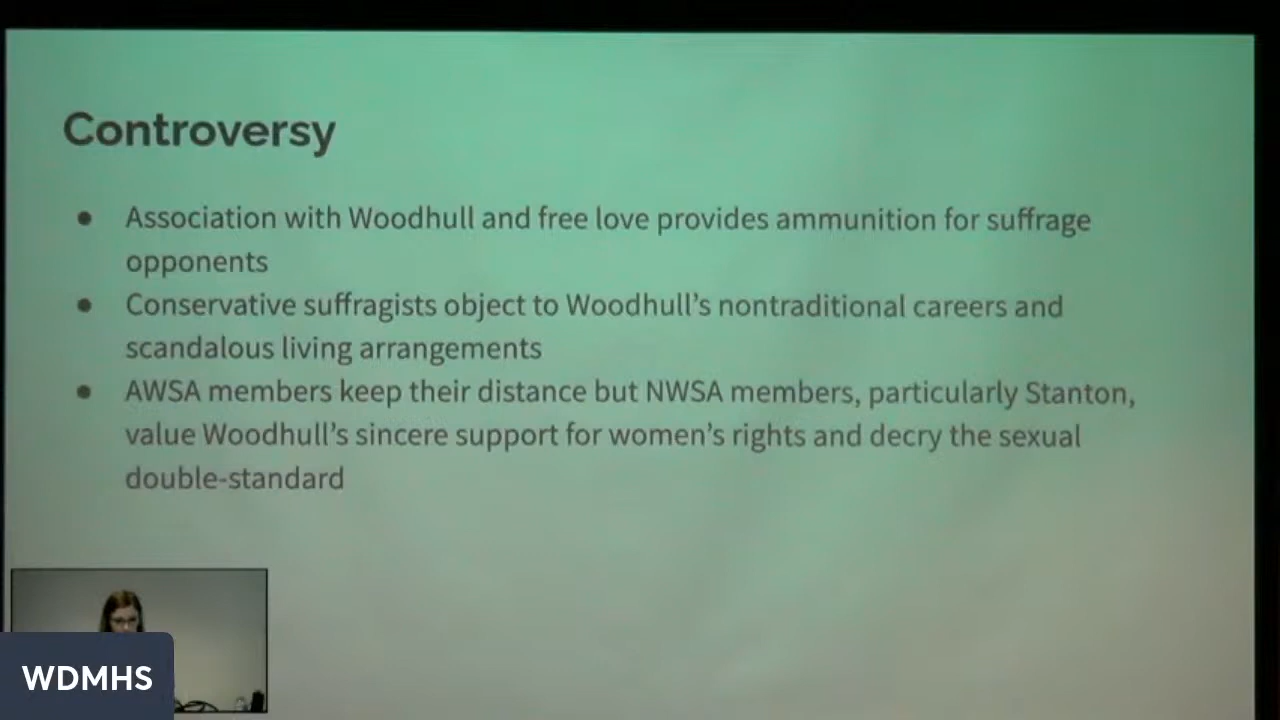 Controversy
● Association with Woodhull and free love provides ammunition for suffrage
opponents
● Conservative suffragists object to Woodhull's nontraditional careers and
scandalous living arrangements
● AWSA members keep their distance but NWSA members, particularly Stanton,
value Woodhull's sincere support for women's rights and decry the sexual
double-standard
WDMHS